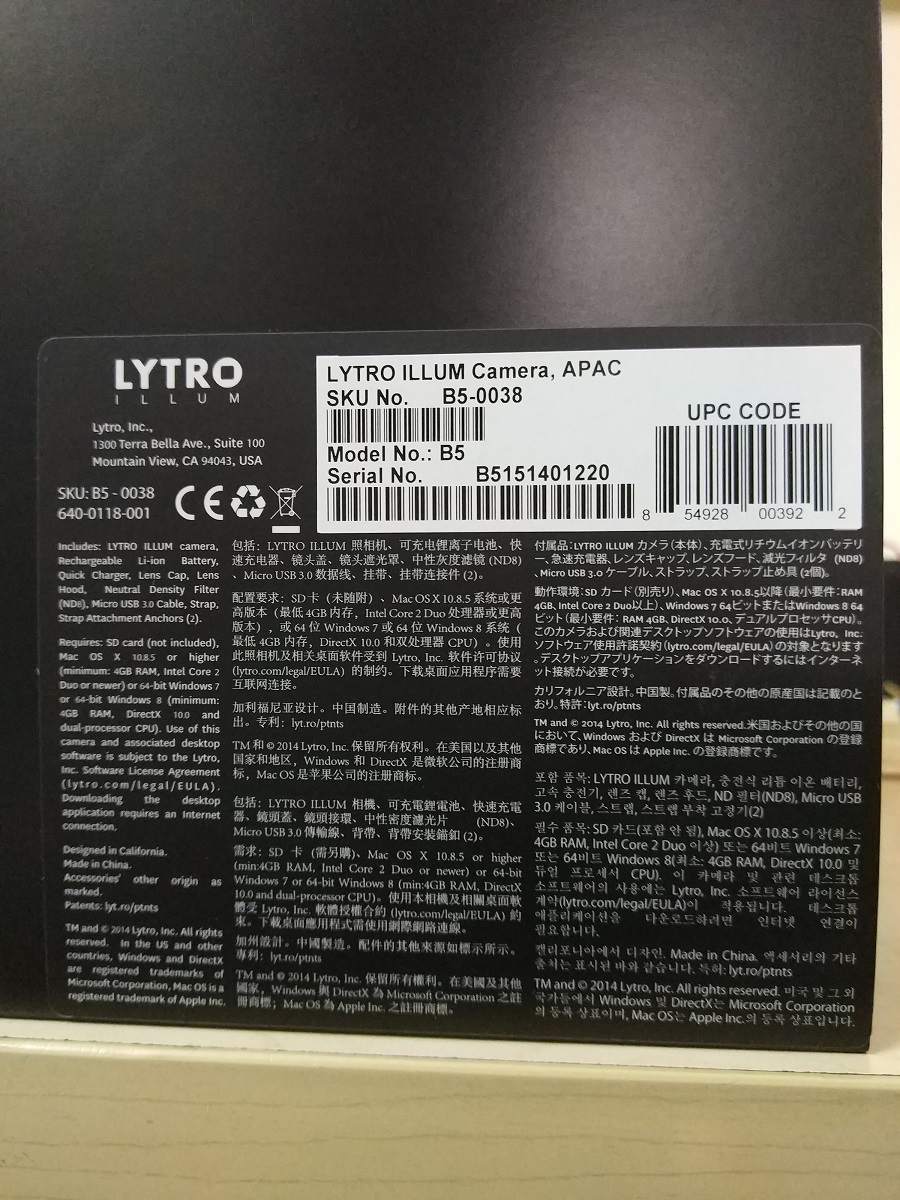 LYTRO
ILLUM
Lytro, Inc.,
1300 Terra Bella Ave., Suite 100
Mountain View, CA 94043, USA
SKU: B5 - 0038
640-0118-001
LYTRO ILLUM Camera, APAC
SKU No. B5-0038
Model No.: B5
Serial No. B5151401220
UPC CODE
8 54928 00392 2
Includes: LYTRO ILLUM camera,
Rechargeable Li-ion Battery,
Quick Charger, Lens Cap, Lens
Hood, Neutral Density Filter
(ND8), Micro USB 3.0 Cable, Strap,
Strap Attachment Anchors (2).
Requires: SD card (not included),
Mac OS X 10.8.5 or higher
(minimum: 4GB RAM, Intel Core 2
Duo or newer) or 64-bit Windows 7
or 64-bit Windows 8 (minimum:
4GB RAM, DirectX 10.0 and
dual-processor CPU). Use of this
camera and associated desktop
software is subject to the Lytro,
Inc. Software License Agreement
(lytro.com/legal/EULA).
Downloading the desktop
application requires an Internet
connection.
Designed in California.
Made in China.
Accessories' other origin as
marked.
Patents: lyt.ro/ptnts
TM and © 2014 Lytro, Inc. All rights
reserved. In the US and other
countries, Windows and DirectX
are registered trademarks of
Microsoft Corporation, Mac OS is a
registered trademark of Apple Inc.
包括: LYTRO ILLUM 照相机、可充电锂离子电池、快
速充电器、镜头盖、镜头遮光罩、中性灰度滤镜 (ND8)
、Micro USB 3.0 数据线、挂带、挂带连接件 (2)。
配置要求: SD 卡 (未随附) 、Mac OS X 10.8.5 系统或更
高版本 (最低 4GB 内存，Intel Core 2 Duo 处理器或更高
版本) ，或 64 位 Windows 7 或 64 位 Windows 8 系统 (
最低 4GB 内存，DirectX 10.0 和双处理器 CPU) 。使用
此照相机及相关桌面软件受到 Lytro, Inc. 软件许可协议
(lytro.com/legal/EULA) 的制约。下载桌面应用程序需要
互联网连接。
加利福尼亚设计。中国制造。附件的其他产地相应标
出。专利: lyt.ro/ptnts
TM 和 © 2014 Lytro, Inc. 保留所有权利。在美国以及其他
国家和地区，Windows 和 DirectX 是微软公司的注册商
标，Mac OS 是苹果公司的注册商标。
包括: LYTRO ILLUM 相機、可充電鋰電池、快速充電
器、鏡頭蓋、鏡頭接環、中性密度濾光片 (ND8)、
Micro USB 3.0 傳輸線、背帶、背帶安裝錨釦 (2)。
需求: SD 卡 (需另購)、Mac OS X 10.8.5 or higher
(min:4GB RAM, Intel Core 2 Duo or newer) or 64-bit
Windows 7 or 64-bit Windows 8 (min:4GB RAM, DirectX
10.0 and dual-processor CPU)。使用本相機及相關桌面軟
體受 Lytro, Inc. 軟體授權合約 (lytro.com/legal/EULA) 約
束。下載桌面應用程式需使用網際網路連線。
加州設計。中國製造。配件的其他來源如標示所示。
專利: lyt.ro/ptnts
TM and © 2014 Lytro, Inc. 保留所有權利。在美國及其他
國家，Windows 與 DirectX 為 Microsoft Corporation 之註
冊商標；Mac OS 為 Apple Inc. 之註冊商標。
付属品:LYTRO ILLUM カメラ(本体)、充電式リチウムイオンバッテリ
ー、急速充電器、レンズキャップ、レンズフード、減光フィルタ (ND8)
、Micro USB 3.0 ケーブル、ストラップ、ストラップ止め具 (2個)。
動作環境:SD カード(別売り)、Mac OS X 10.8.5以降(最小要件:RAM
4GB、Intel Core 2 Duo以上)、Windows 7 64ビットまたはWindows 8 64
ビット(最小要件: RAM 4GB、DirectX 10.0、デュアルプロセッサCPU)。
このカメラおよび関連デスクトップソフトウェアの使用はLytro, Inc.
ソフトウェア使用許諾契約(lytro.com/legal/EULA)の対象となります
。デスクトップアプリケーションをダウンロードするにはインターネ
ット接続が必要です。
カリフォルニア設計。中国製。付属品のその他の原産国は記載のと
おり。特許:lyt.ro/ptnts
TM and © 2014 Lytro, Inc. All rights reserved.米国およびその他の国
において、Windows および DirectX は Microsoft Corporation の登録
商標であり、Mac OS は Apple Inc. の登録商標です。
포함 품목: LYTRO ILLUM 카메라, 충전식 리튬 이온 배터리,
고속 충전기, 렌즈 캡, 렌즈 후드, ND 필터(ND8), Micro USB
3.0 케이블, 스트랩, 스트랩 부착 고정기(2)
필수 품목: SD 카드(포함 안 됨), Mac OS X 10.8.5 이상(최소:
4GB RAM, Intel Core 2 Duo 이상) 또는 64비트 Windows 7
또는 64비트 Windows 8(최소: 4GB RAM, DirectX 10.0 및
듀얼 프로세서 CPU). 이 카메라 및 관련 데스크톱
소프트웨어의 사용에는 Lytro, Inc. 소프트웨어 라이선스
계약(lytro.com/legal/EULA)이 적용됩니다. 데스크톱
애플리케이션을 다운로드하려면 인터넷 연결이
필요합니다.
캘리포니아에서 디자인. Made in China. 액세서리의 기타
출처는 표시된 바와 같습니다. 특허: lyt.ro/ptnts
TM and © 2014 Lytro, Inc. All rights reserved. 미국 및 그 외
국가들에서 Windows 및 DirectX는 Microsoft Corporation
의 등록 상표이며, Mac OS는 Apple Inc.의 등록 상표입니다.